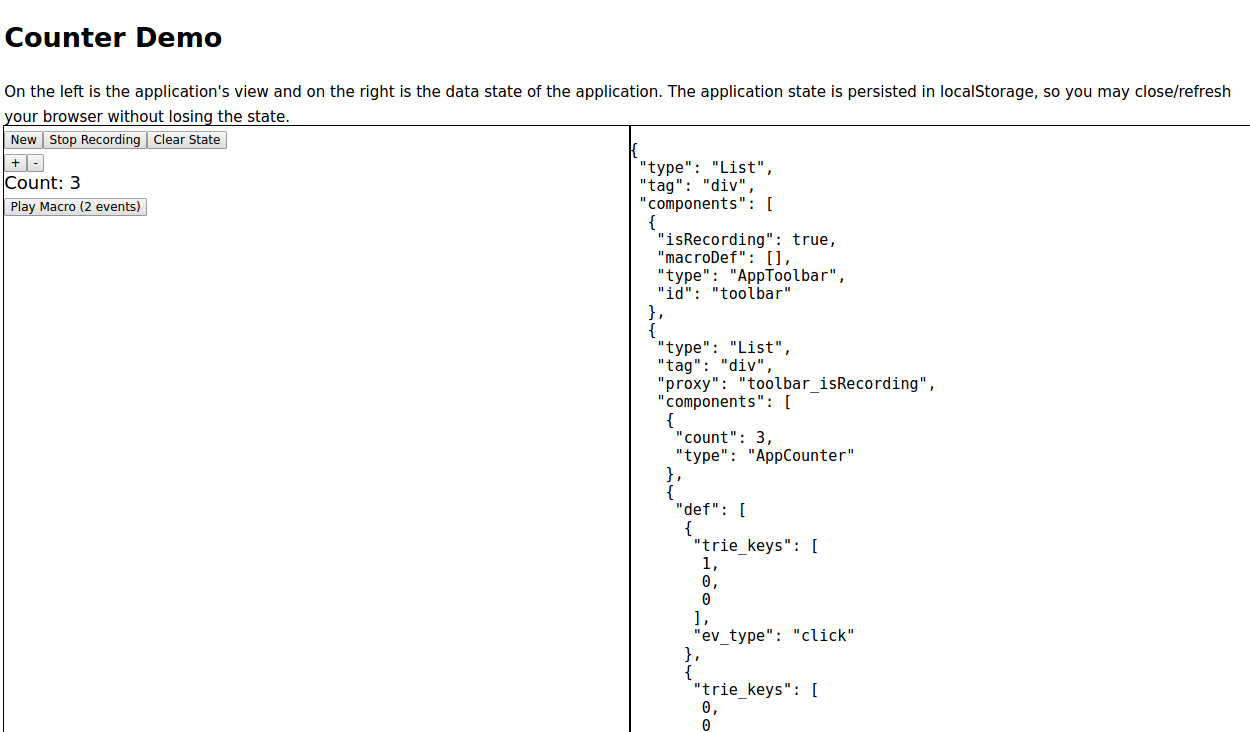 Counter Demo
On the left is the application's view and on the right is the data state of the application. The application state is persisted in localStorage, so you may close/refresh
your browser without losing the state.
New Stop Recording Clear State
+ -
Count: 3
Play Macro (2 events)
{
"type": "List",
"tag": "div",
"components": [
{
"isRecording": true,
"macroDef": [],
"type": "AppToolbar",
"id": "toolbar"
},
{
"type": "List",
"tag": "div",
"proxy": "toolbar_isRecording",
"components": [
{
"count": 3,
"type": "AppCounter"
},
{
"def": [
{
"trie_keys": [
1,
0,
0
],
"ev_type": "click"
},
{
"trie_keys": [
0,
0